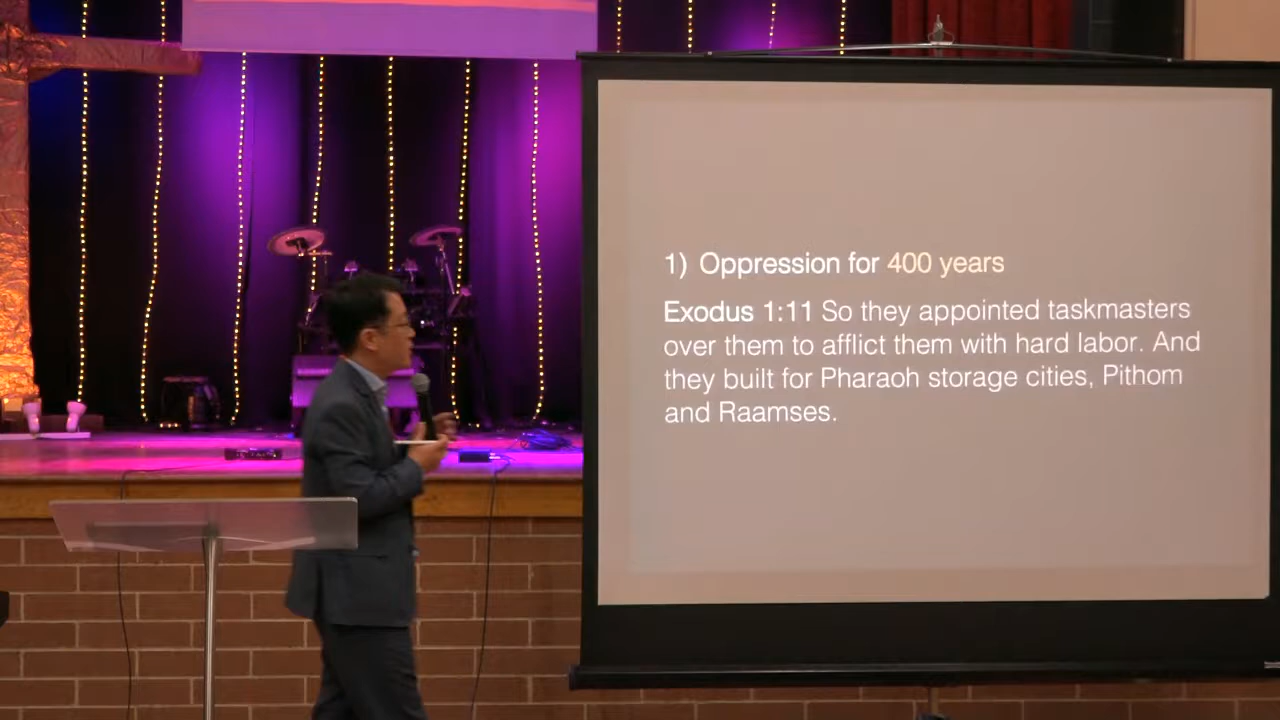 1) Oppression for 400 years
Exodus 1:11 So they appointed taskmasters
over them to afflict them with hard labor. And
they built for Pharaoh storage cities, Pithom
and Raamses.